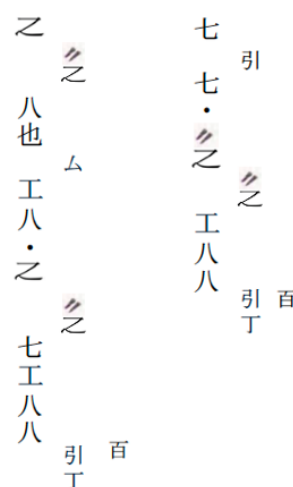 百
引 〃乙 引丁
七 七・〃乙 工八八
百
〃乙 ム 〃乙 引丁
乙 八也 工八・乙 七工八八